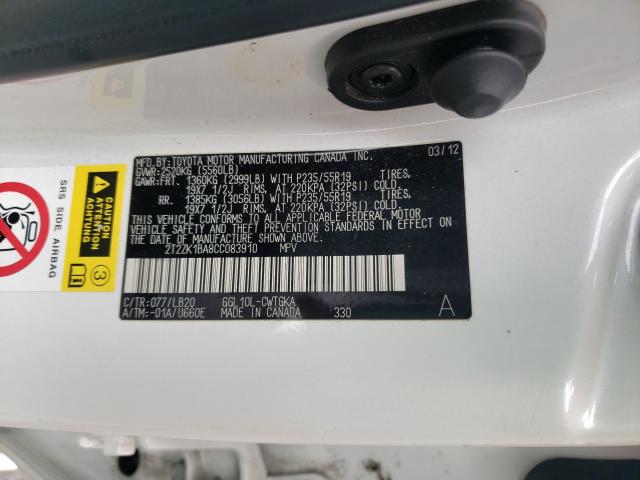 MFD.BY:TOYOTA MOTOR MANUFACTURING CANADA INC. 03/12
GVWR:2520KG (5560LB)
GAWR:FRT. 1360KG (2999LB) WITH P235/55R19 TIRES,
19X7 1/2J RIMS, AT 220KPA (32PSI) COLD.
RR. 1385KG (3056LB) WITH P235/55R19 TIRES,
19X7 1/2J RIMS, AT 220KPA (32PSI) COLD.
THIS VEHICLE CONFORMS TO ALL APPLICABLE FEDERAL MOTOR
VEHICLE SAFETY AND THEFT PREVENTION STANDARDS IN EFFECT
ON THE DATE OF MANUFACTURE SHOWN ABOVE.
2T2ZK1BA8CC083910 MPV
C/TR:077/LB20 GGL10L-CWTGKA A
A/TM:-01A/U660E MADE IN CANADA 330
CAUTION
ATTENTION
ACHTUNG
SRS SIDE AIRBAG
3